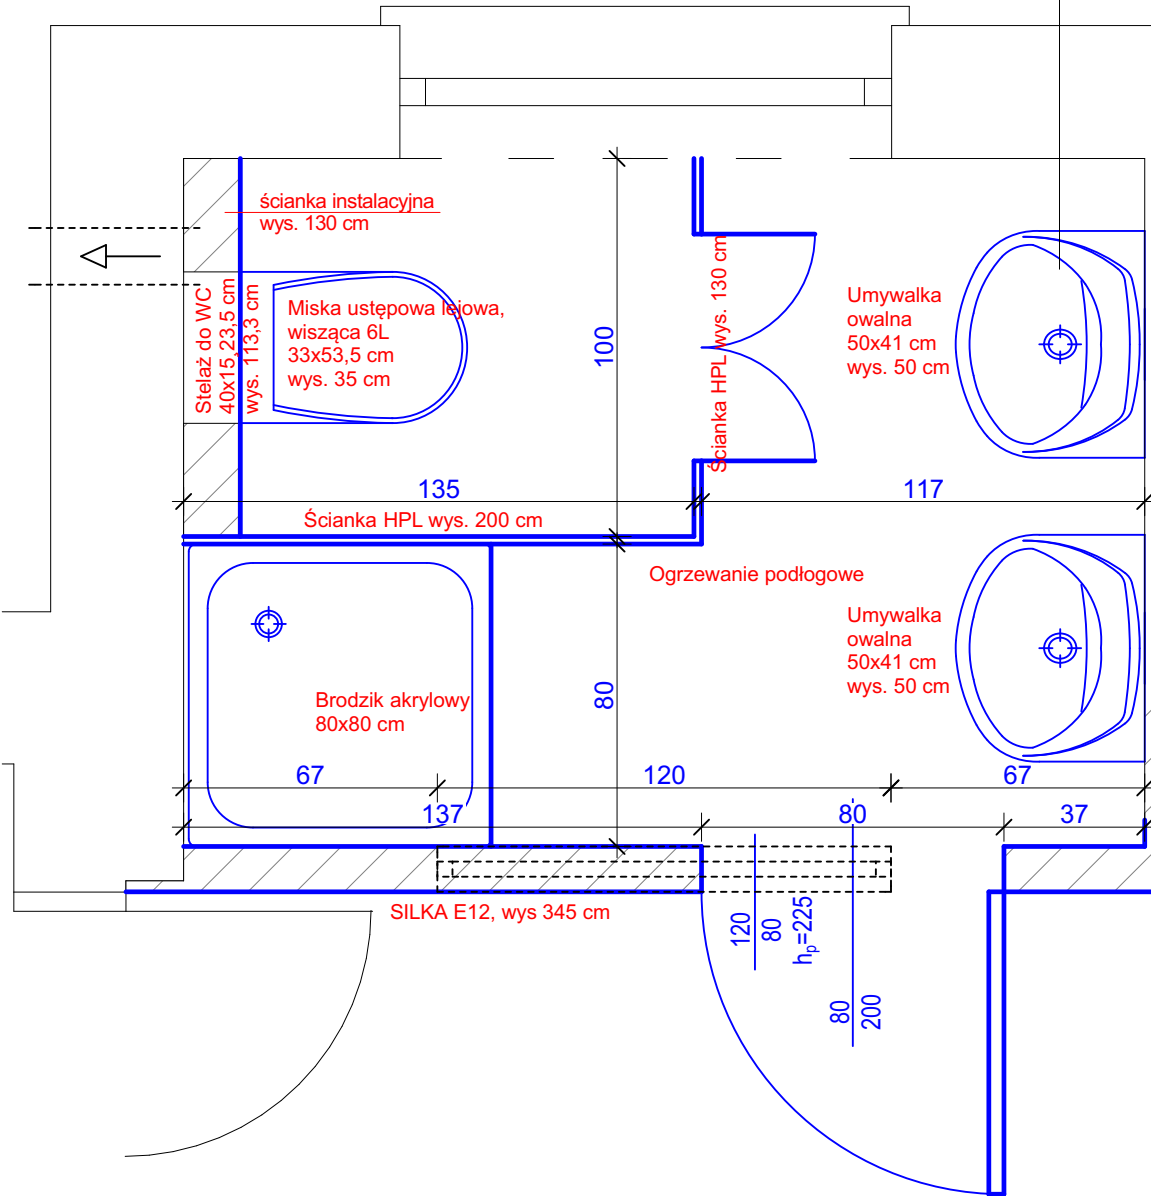 ścianka instalacyjna
wys. 130 cm
Stelaż do WC
40x15,23,5 cm
wys. 113,3 cm
Miska ustępowa lejowa,
wisząca 6L
33x53,5 cm
wys. 35 cm
100
Ścianka HPL wys. 130 cm
Umywalka
owalna
50x41 cm
wys. 50 cm
135
117
Ścianka HPL wys. 200 cm
Ogrzewanie podłogowe
Umywalka
owalna
50x41 cm
wys. 50 cm
80
Brodzik akrylowy
80x80 cm
67
120
67
137
80
37
SILKA E12, wys 345 cm
120
80
hp=225
80
200